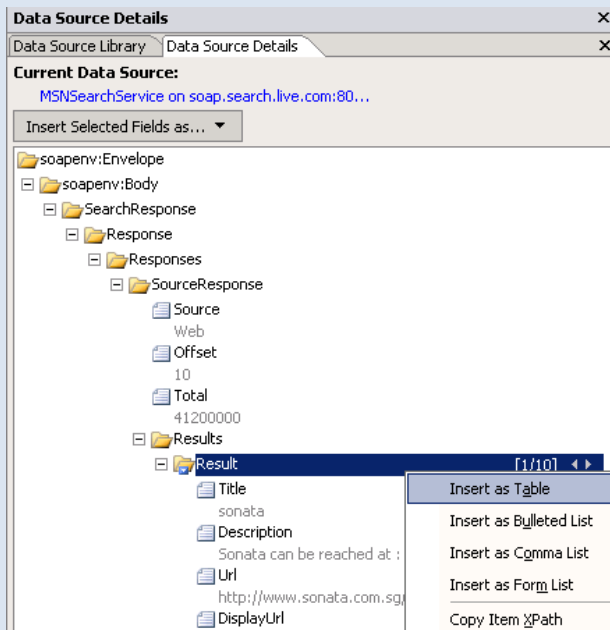 Data Source Details
Data Source Library Data Source Details
Current Data Source:
MSNSearchService on soap.search.live.com:80...
Insert Selected Fields as...
soapenv:Envelope
soapenv:Body
SearchResponse
Response
Responses
SourceResponse
Source
Web
Offset
10
Total
41200000
Results
Result [1/10]
Title Insert as Table
sonata
Description Insert as Bulleted List
Sonata can be reached at : Insert as Comma List
Url Insert as Form List
http://www.sonata.com.sg/
DisplayUrl Copy Item XPath